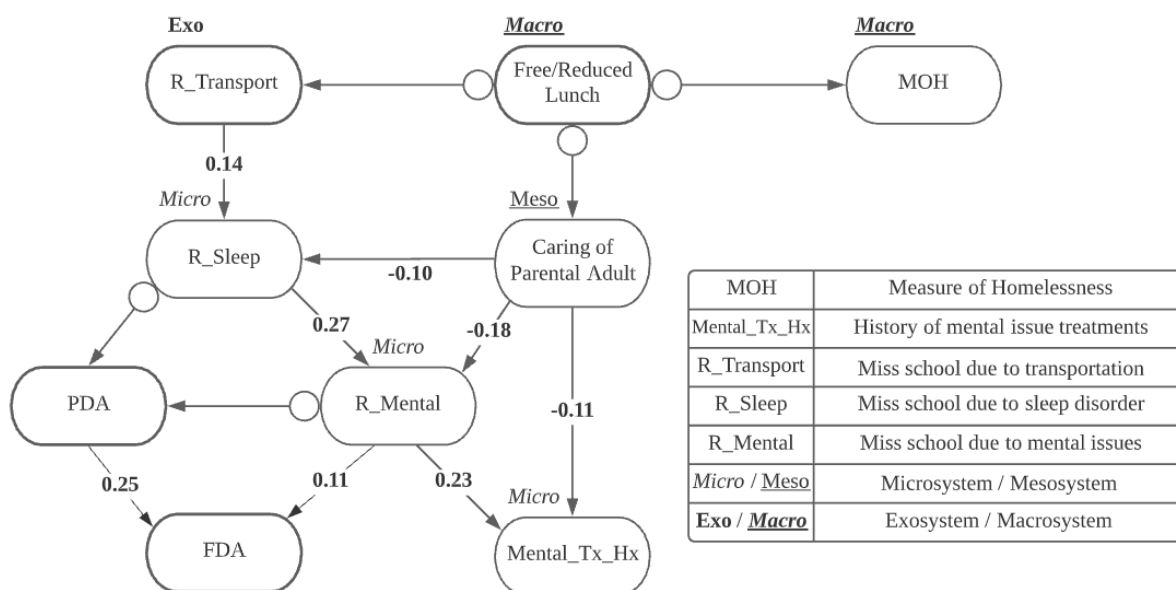 Exo
Macro
Macro
R_Transport
Free/Reduced
Lunch
MOH
0.14
Micro
Meso
R_Sleep
Caring of
Parental Adult
-0.10
0.27
-0.18
Micro
PDA
R_Mental
-0.11
0.25
0.11
0.23
Micro
FDA
Mental_Tx_Hx
MOH Measure of Homelessness
Mental_Tx_Hx History of mental issue treatments
R_Transport Miss school due to transportation
R_Sleep Miss school due to sleep disorder
R_Mental Miss school due to mental issues
Micro / Meso Microsystem / Mesosystem
Exo / Macro Exosystem / Macrosystem